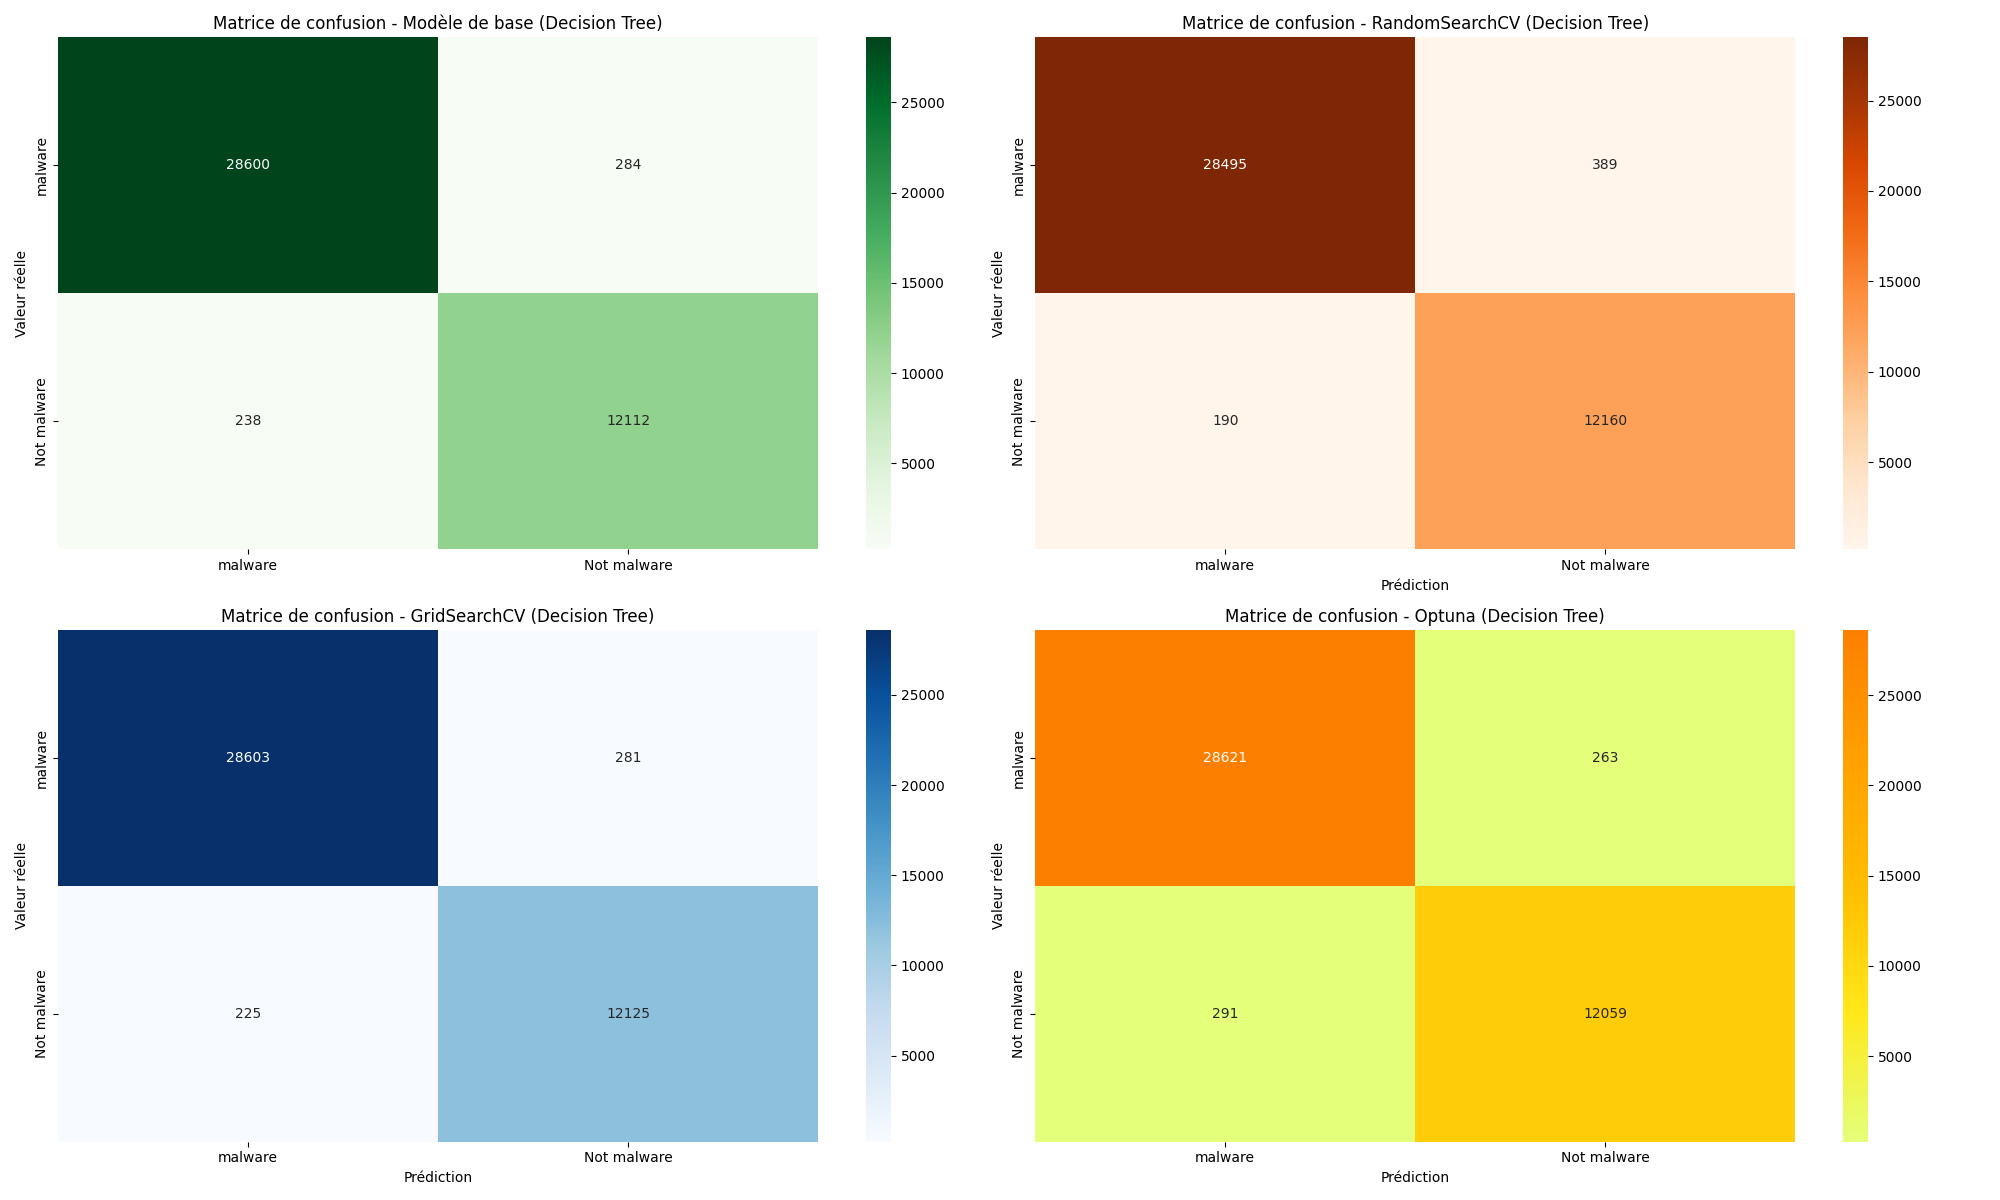 Matrice de confusion - Modèle de base (Decision Tree)
Valeur réelle
malware
Not malware
28600
284
238
12112
malware
Not malware
25000
20000
15000
10000
5000
Matrice de confusion - RandomSearchCV (Decision Tree)
Valeur réelle
malware
Not malware
28495
389
190
12160
malware
Not malware
Prédiction
25000
20000
15000
10000
5000
Matrice de confusion - GridSearchCV (Decision Tree)
Valeur réelle
malware
Not malware
28603
281
225
12125
malware
Not malware
Prédiction
25000
20000
15000
10000
5000
Matrice de confusion - Optuna (Decision Tree)
Valeur réelle
malware
Not malware
28621
263
291
12059
malware
Not malware
Prédiction
25000
20000
15000
10000
5000